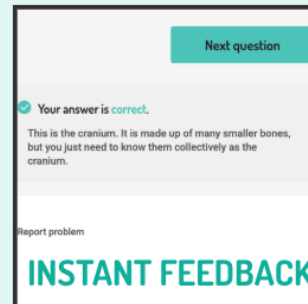 Next question
Your answer is correct.
This is the cranium. It is made up of many smaller bones,
but you just need to know them collectively as the
cranium.
Report problem
INSTANT FEEDBACK